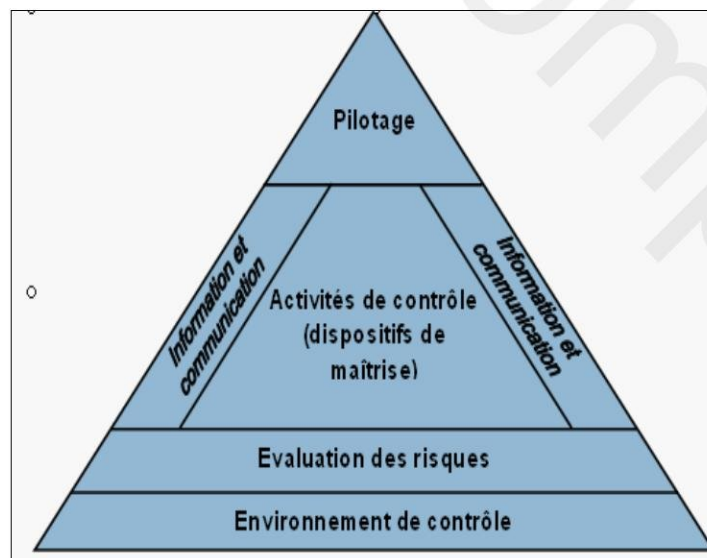 Pilotage
Information et
communication
Activités de contrôle
(dispositifs de
maîtrise)
Information et
communication
Evaluation des risques
Environnement de contrôle